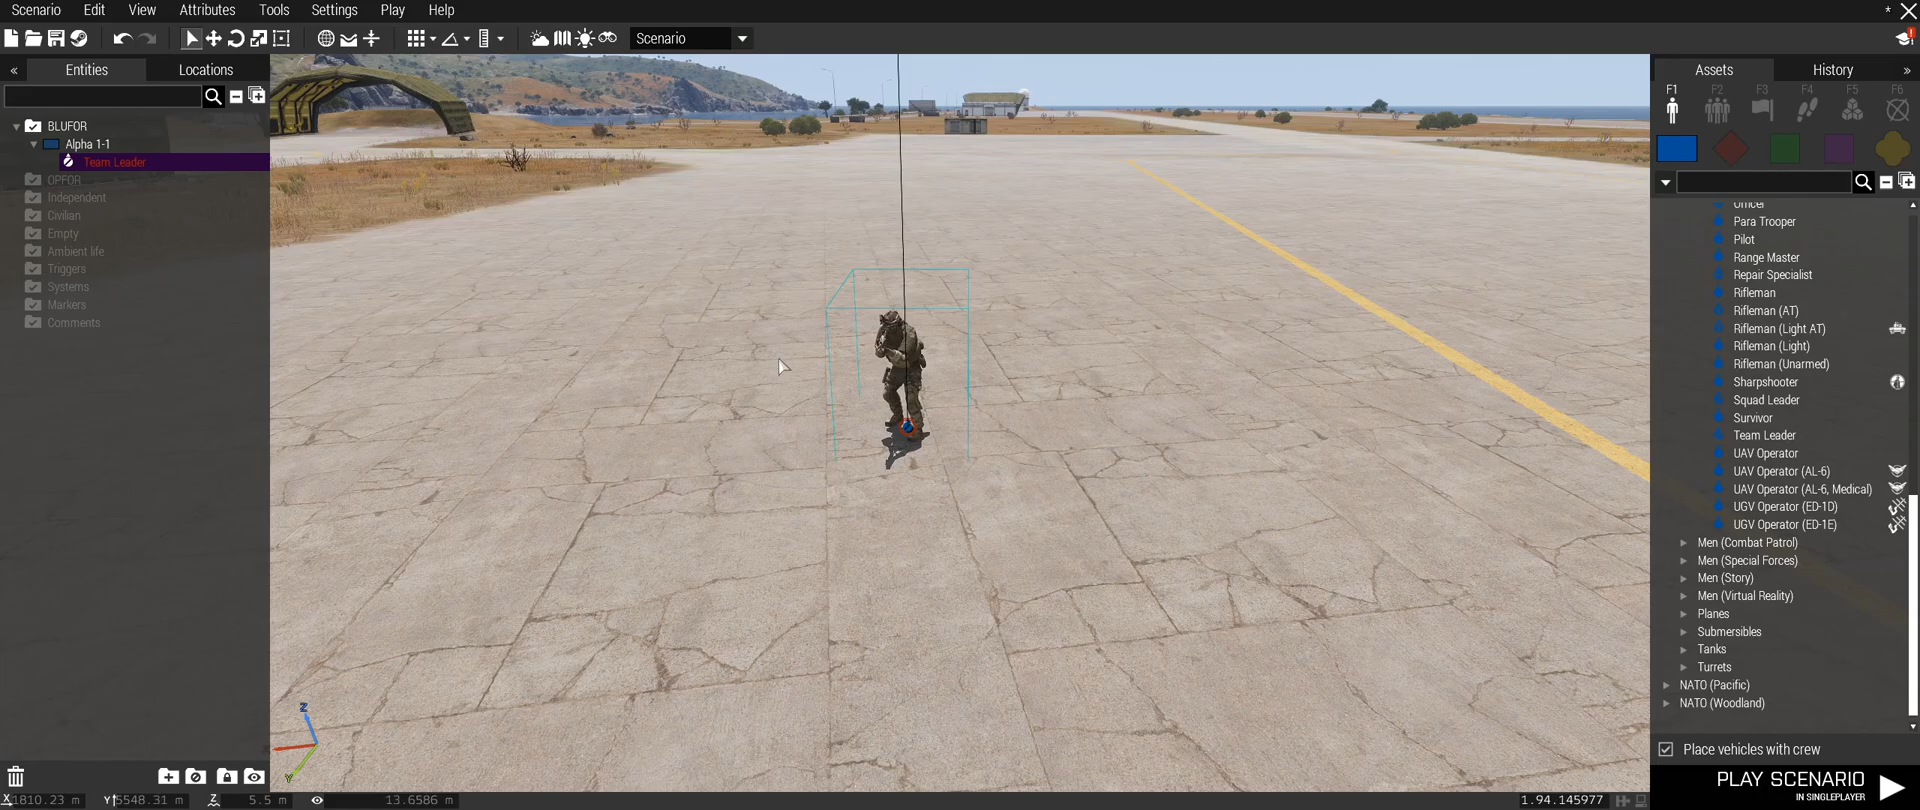 Scenario Edit View Attributes Tools Settings Play Help
*
Scenario
Entities Locations
BLUFOR
Alpha 1-1
Team Leader
OPFOR
Independent
Civilian
Empty
Ambient life
Triggers
Systems
Markers
Comments
Assets History
F1 F2 F3 F4 F5 F6
Officer
Para Trooper
Pilot
Range Master
Repair Specialist
Rifleman
Rifleman (AT)
Rifleman (Light AT)
Rifleman (Light)
Rifleman (Unarmed)
Sharpshooter
Squad Leader
Survivor
Team Leader
UAV Operator
UAV Operator (AL-6)
UAV Operator (AL-6, Medical)
UGV Operator (ED-1D)
UGV Operator (ED-1E)
Men (Combat Patrol)
Men (Special Forces)
Men (Story)
Men (Virtual Reality)
Planes
Submersibles
Tanks
Turrets
NATO (Pacific)
NATO (Woodland)
Place vehicles with crew
PLAY SCENARIO
IN SINGLEPLAYER
Z
Y
X 1810.23 m Y 5548.31 m Z 5.5 m 13.6586 m 1.94.145977